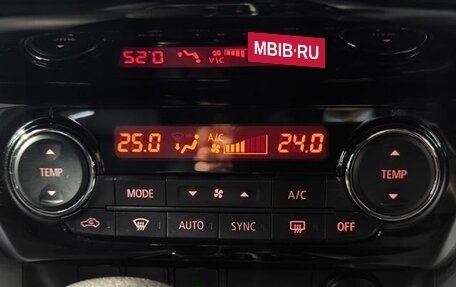 52'0
A/C
MBIB·RU
25.0 A/C 24.0
TEMP
MODE
A/C
TEMP
AUTO
SYNC
OFF